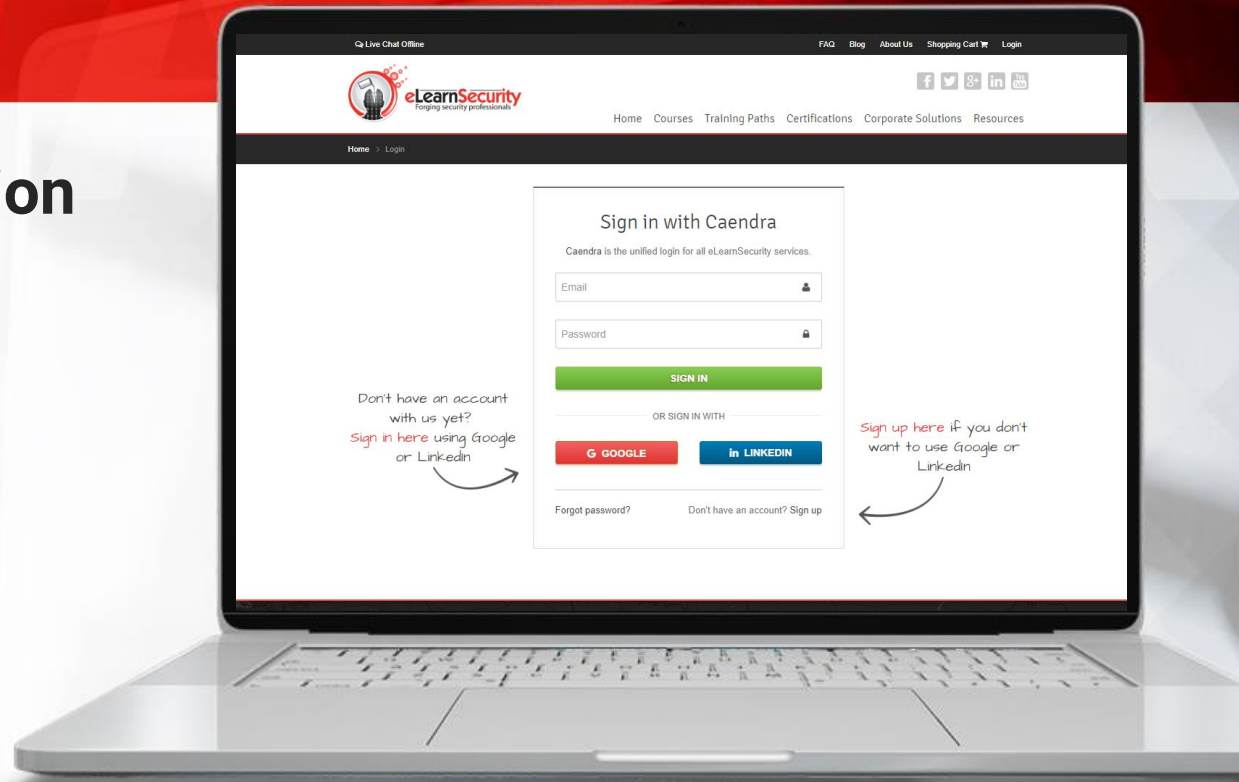 on
Live Chat Offline
FAQ Blog About Us Shopping Cart Login
eLearnSecurity
Forging security professionals
Home Courses Training Paths Certifications Corporate Solutions Resources
Home > Login
Sign in with Caendra
Caendra is the unified login for all eLearnSecurity services.
Email
Password
SIGN IN
OR SIGN IN WITH
G GOOGLE
in LINKEDIN
Forgot password?
Don't have an account? Sign up
Don't have an account
with us yet?
Sign in here using Google
or LinkedIn
Sign up here if you don't
want to use Google or
LinkedIn